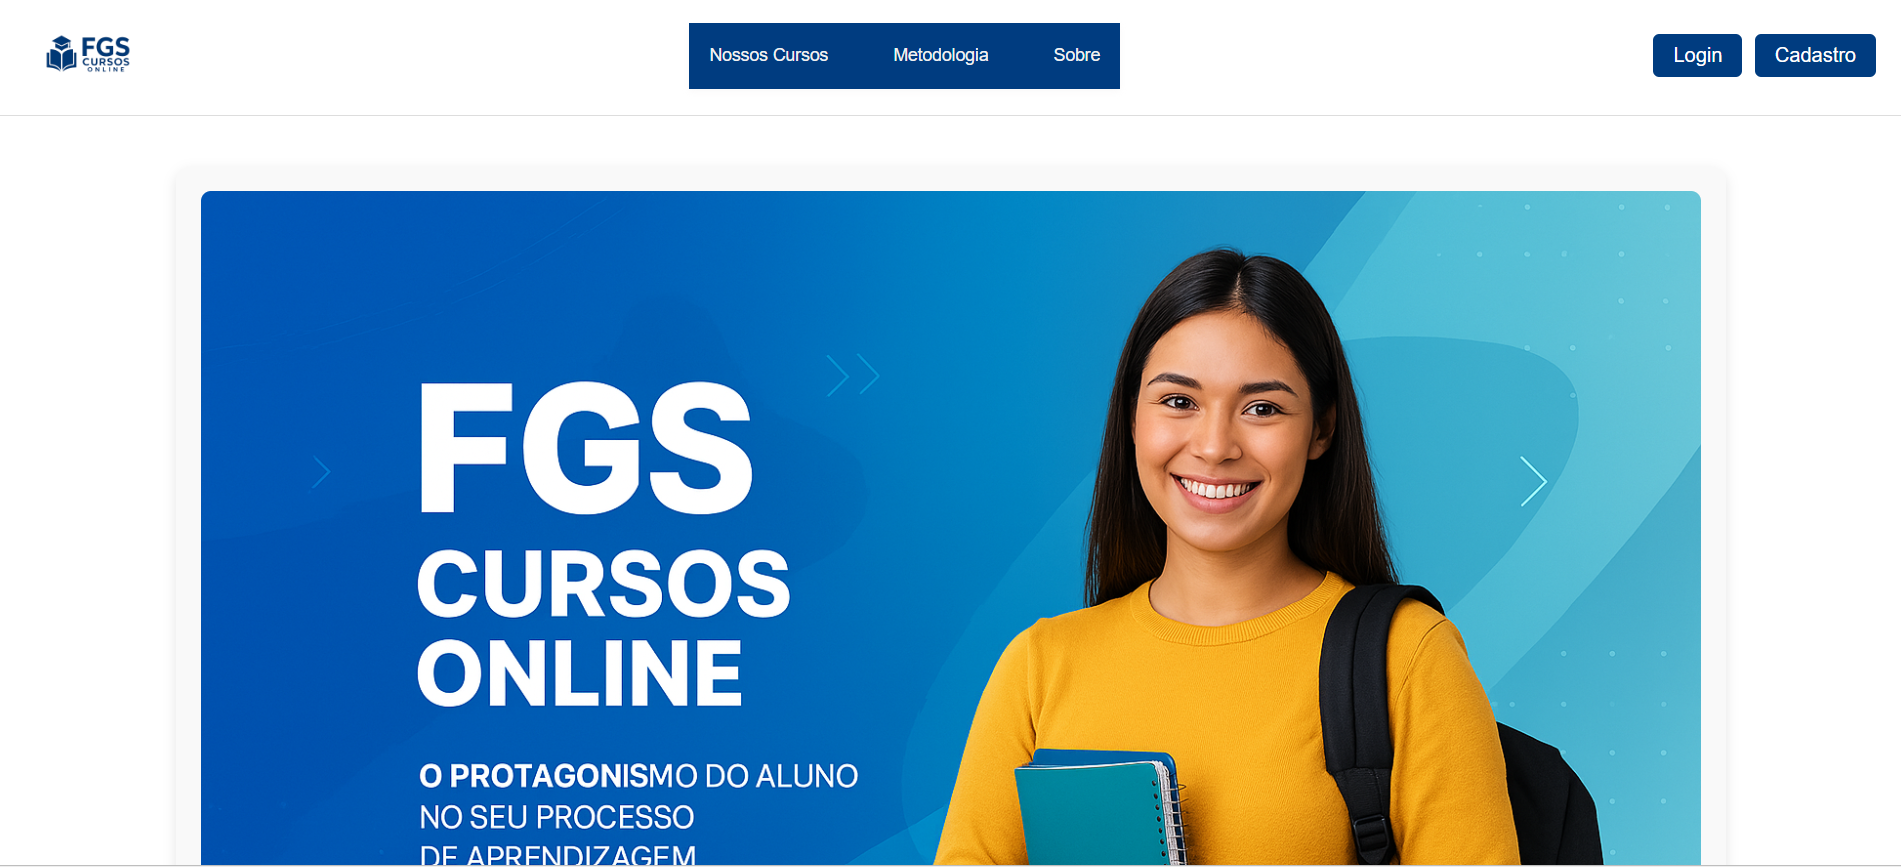 FGS
CURSOS
ONLINE
Nossos Cursos
Metodologia
Sobre
Login
Cadastro
FGS
CURSOS
ONLINE
O PROTAGONISMO DO ALUNO
NO SEU PROCESSO
DE APRENDIZAGEM